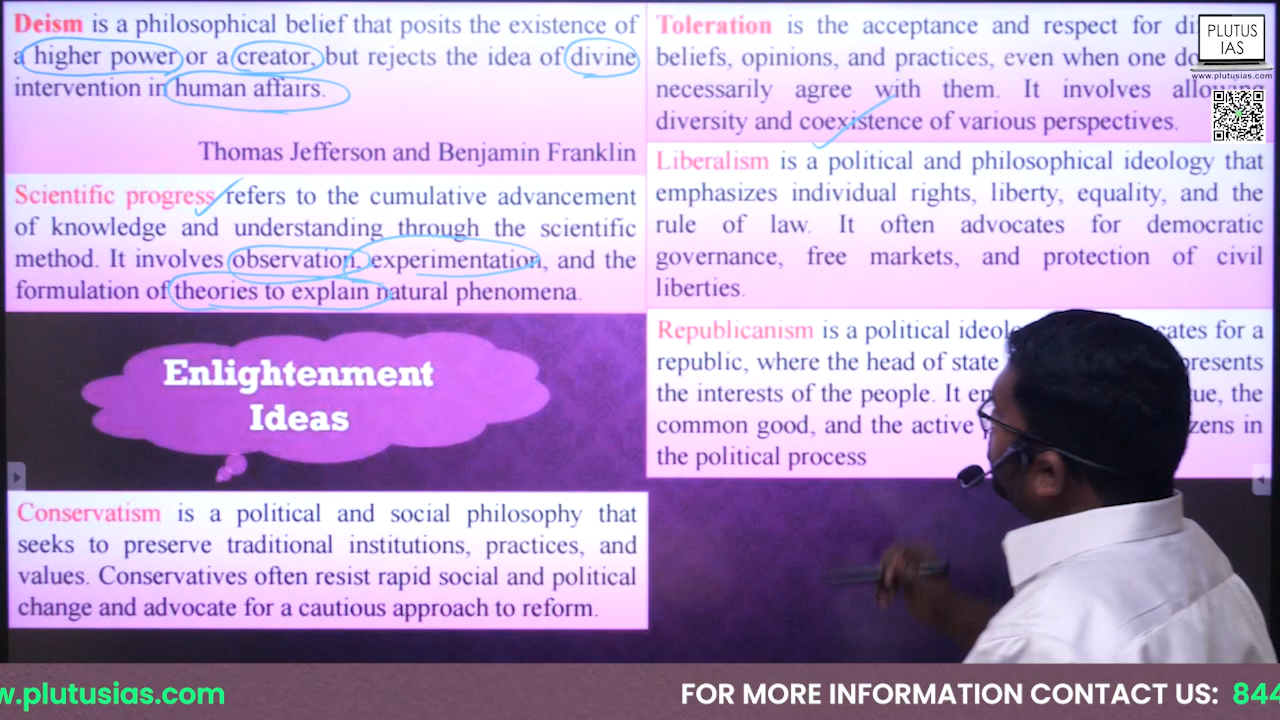 Deism is a philosophical belief that posits the existence of
a higher power or a creator, but rejects the idea of divine
intervention in human affairs.
Thomas Jefferson and Benjamin Franklin
Scientific progress refers to the cumulative advancement
of knowledge and understanding through the scientific
method. It involves observation, experimentation, and the
formulation of theories to explain natural phenomena.
Enlightenment
Ideas
Conservatism is a political and social philosophy that
seeks to preserve traditional institutions, practices, and
values. Conservatives often resist rapid social and political
change and advocate for a cautious approach to reform.
Toleration is the acceptance and respect for
beliefs, opinions, and practices, even when one
necessarily agree with them. It involves allowing
diversity and coexistence of various perspectives.
Liberalism is a political and philosophical ideology that
emphasizes individual rights, liberty, equality, and the
rule of law. It often advocates for democratic
governance, free markets, and protection of civil
liberties.
Republicanism is a political for a
republic, where the head of state
the interests of the people. It the
common good, and the active in
the political process
PLUTUS
IAS
www.plutusias.com
w.plutusias.com
FOR MORE INFORMATION CONTACT US: 844